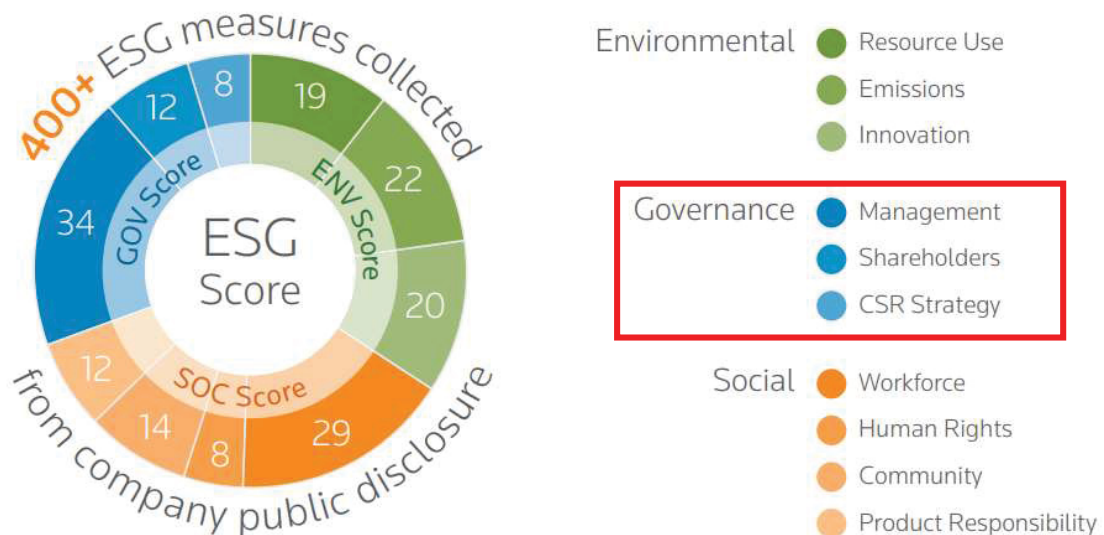 400+ ESG measures collected
from company public disclosure
ESG
Score
ENV Score
SOC Score
GOV Score
19
22
20
29
8
14
12
34
12
8
Environmental
Resource Use
Emissions
Innovation
Governance
Management
Shareholders
CSR Strategy
Social
Workforce
Human Rights
Community
Product Responsibility